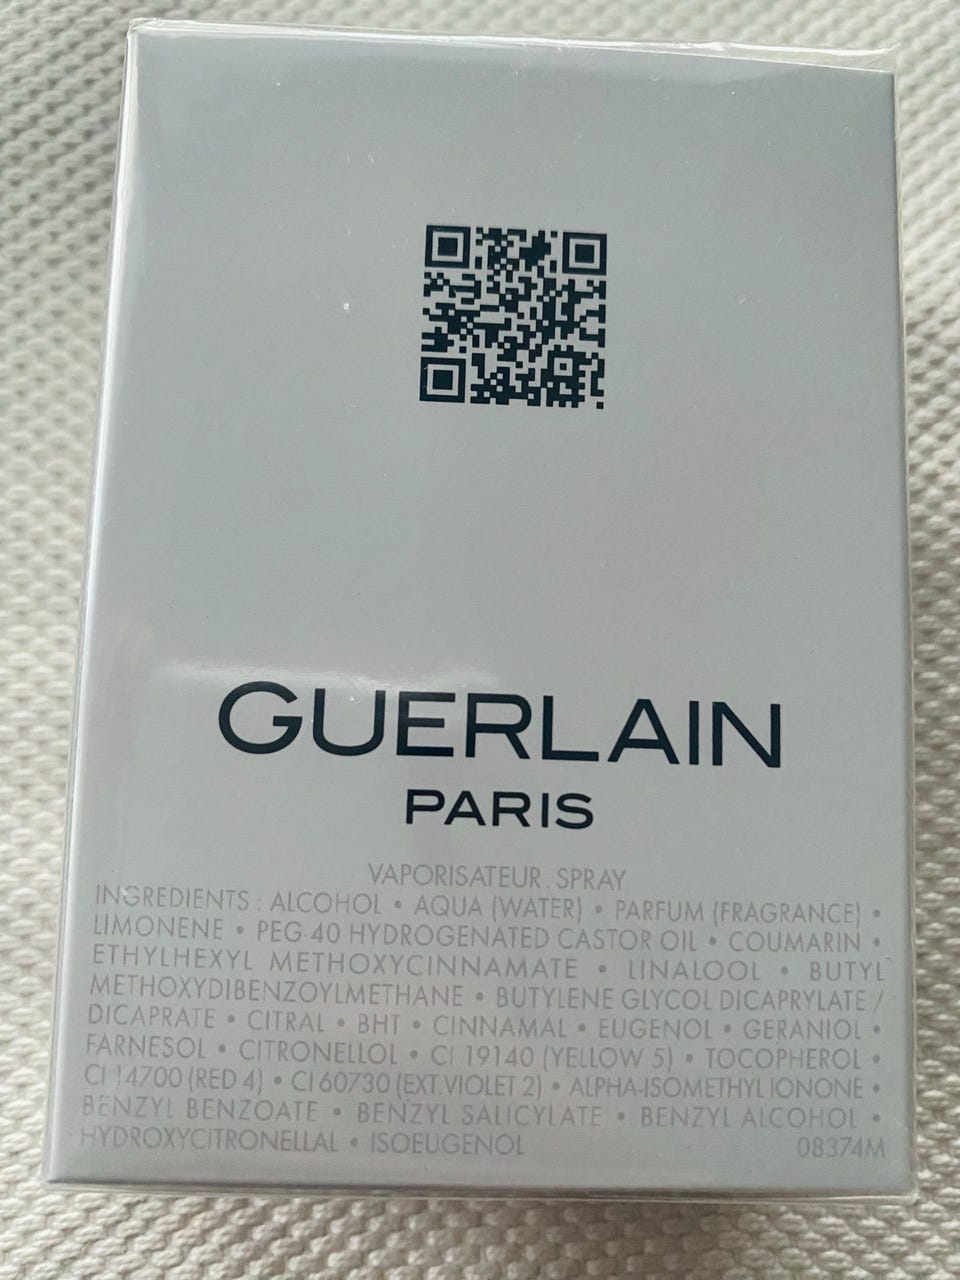 GUERLAIN
PARIS
VAPORISATEUR. SPRAY
INGREDIENTS : ALCOHOL • AQUA (WATER) • PARFUM (FRAGRANCE) •
LIMONENE • PEG-40 HYDROGENATED CASTOR OIL • COUMARIN •
ETHYLHEXYL METHOXYCINNAMATE • LINALOOL • BUTYL
METHOXYDIBENZOYLMETHANE • BUTYLENE GLYCOL DICAPRYLATE /
DICAPRATE • CITRAL • BHT • CINNAMAL • EUGENOL • GERANIOL •
FARNESOL • CITRONELLOL • CI 19140 (YELLOW 5) • TOCOPHEROL •
CI 14700 (RED 4) • CI 60730 (EXT.VIOLET 2) • ALPHA-ISOMETHYL IONONE •
BENZYL BENZOATE • BENZYL SALICYLATE • BENZYL ALCOHOL •
HYDROXYCITRONELLAL • ISOEUGENOL 08374M